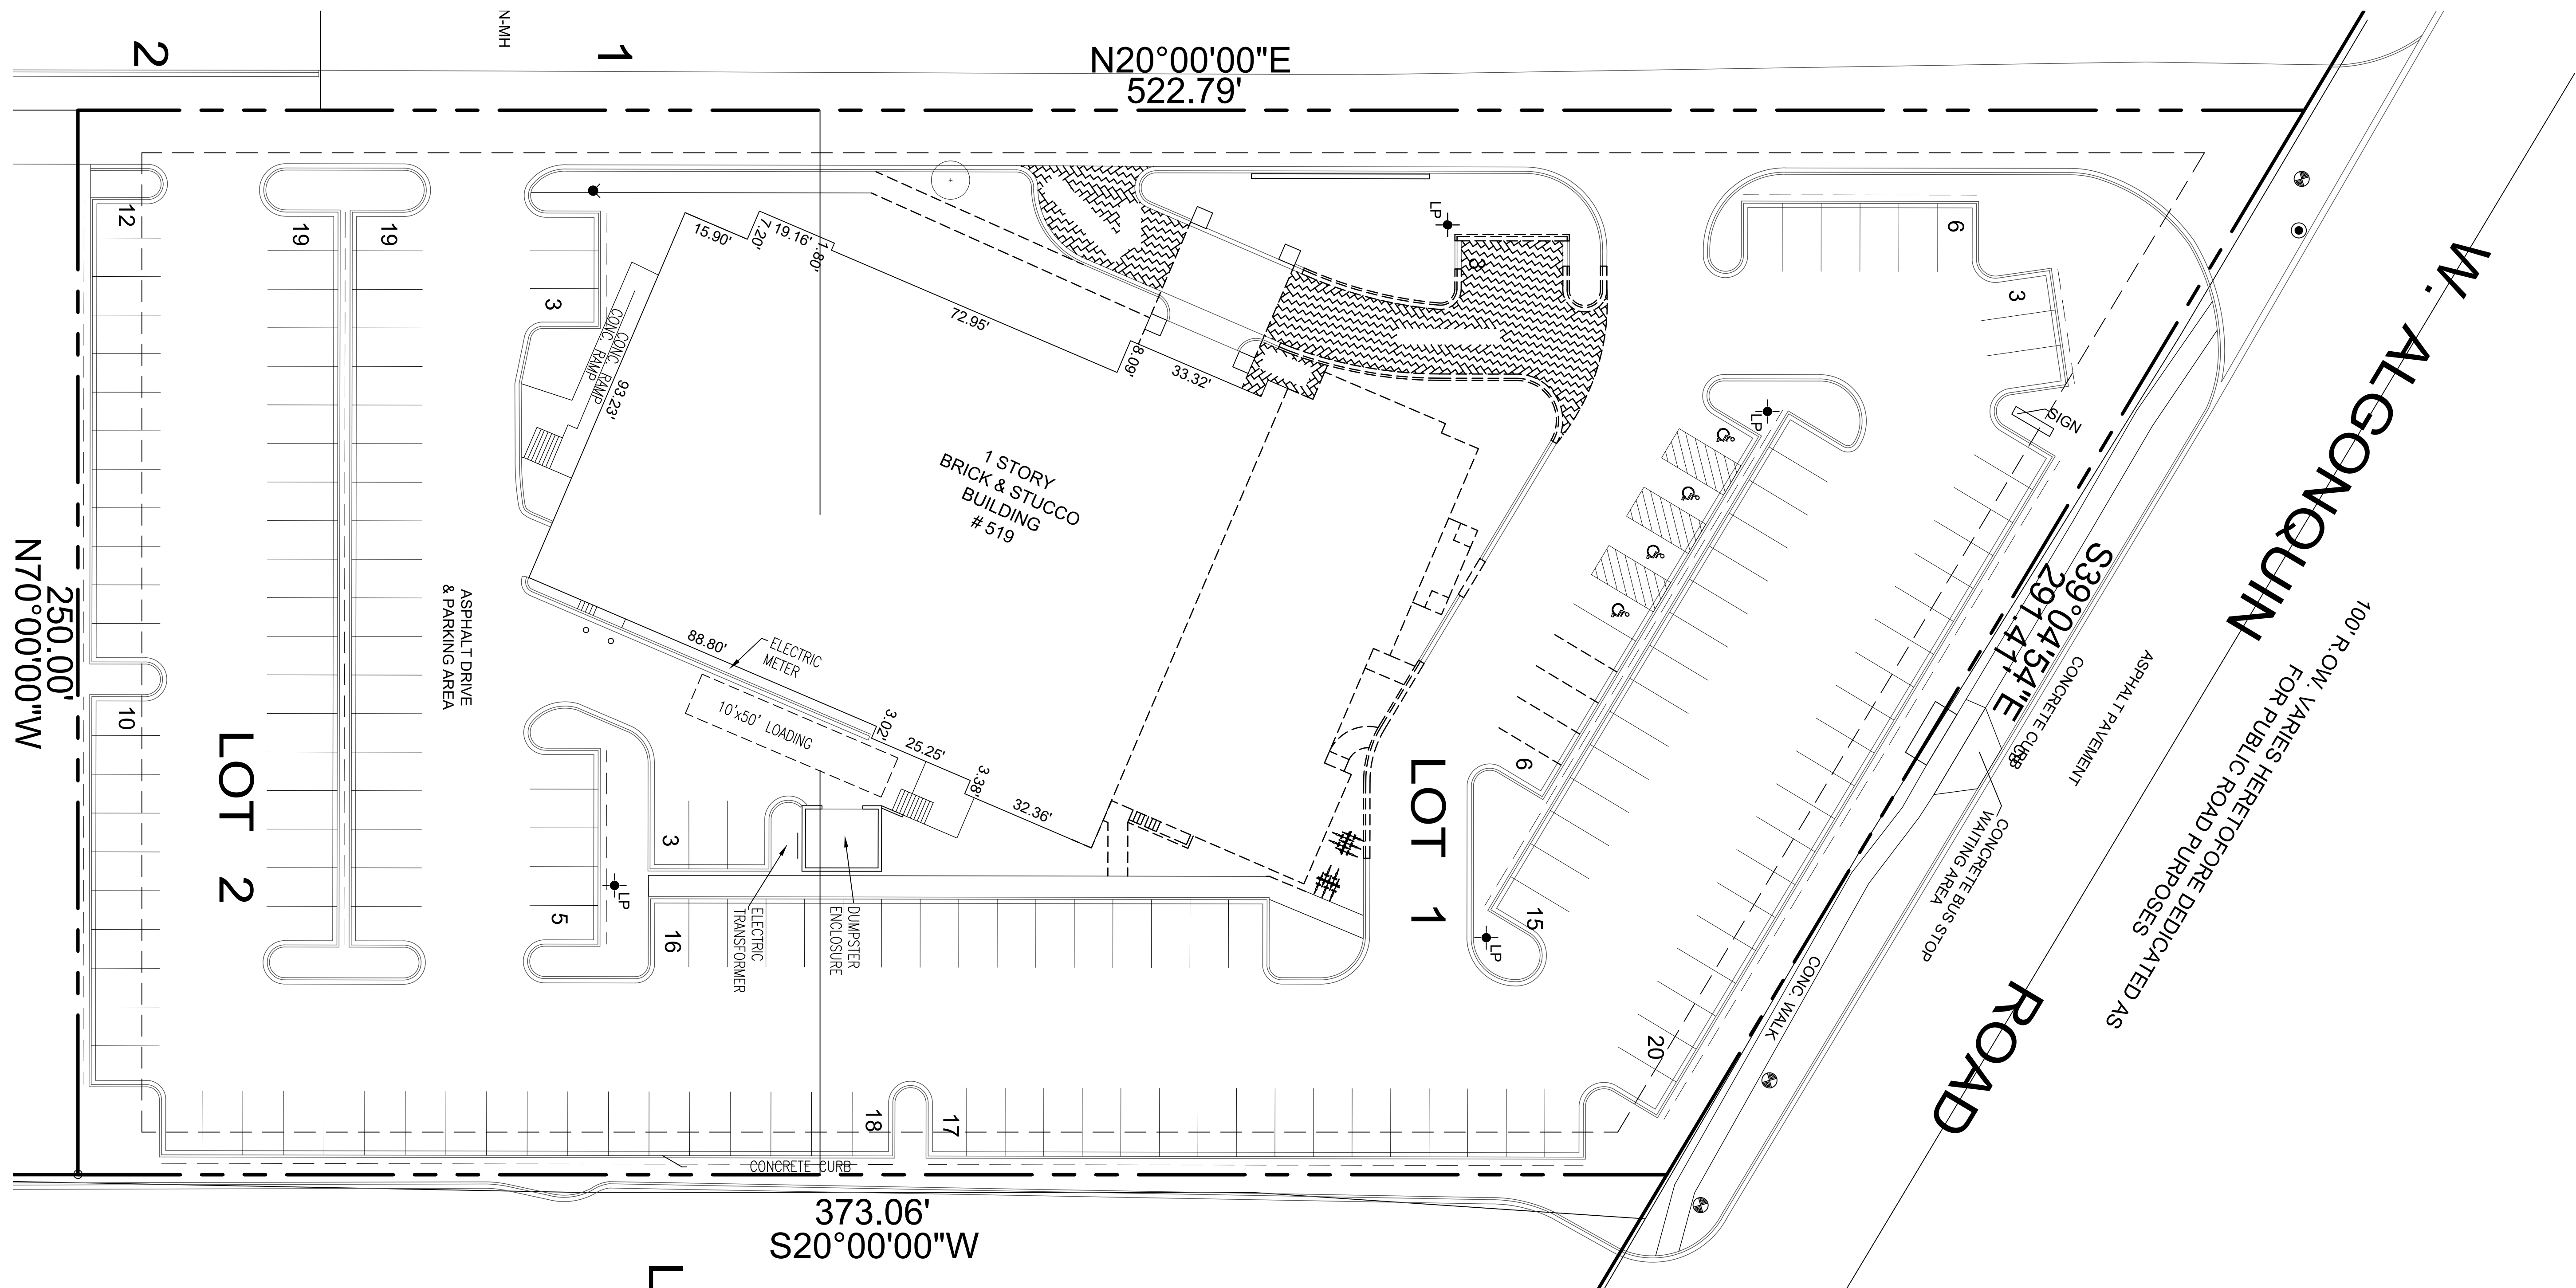 2
N-MH
1
N20°00'00"E
522.79'
W. ALGONQUIN
ROAD
S39°04'54"E
291.41'
100' R.O.W. VARIES HERETOFORE DEDICATED AS
FOR PUBLIC ROAD PURPOSES
ASPHALT PAVEMENT
CONCRETE CURB
CB
CONCRETE BUS STOP
WAITING AREA
CONC. WALK
SIGN
12
19
19
3
15.90'
7.20'
19.16'
1.80'
72.95'
8.09'
33.32'
LP
8
6
3
LP
CONC. RAMP
CONC. RAMP
93.23'
1 STORY
BRICK & STUCCO
BUILDING
# 519
ASPHALT DRIVE
& PARKING AREA
88.80'
ELECTRIC
METER
10'x50' LOADING
3.02'
25.25'
3.38'
32.36'
250.00'
N70°00'00"W
10
LOT 2
3
5
LP
16
ELECTRIC
TRANSFORMER
DUMPSTER
ENCLOSURE
LOT 1
6
15
LP
20
18
17
CONCRETE CURB
373.06'
S20°00'00"W
L